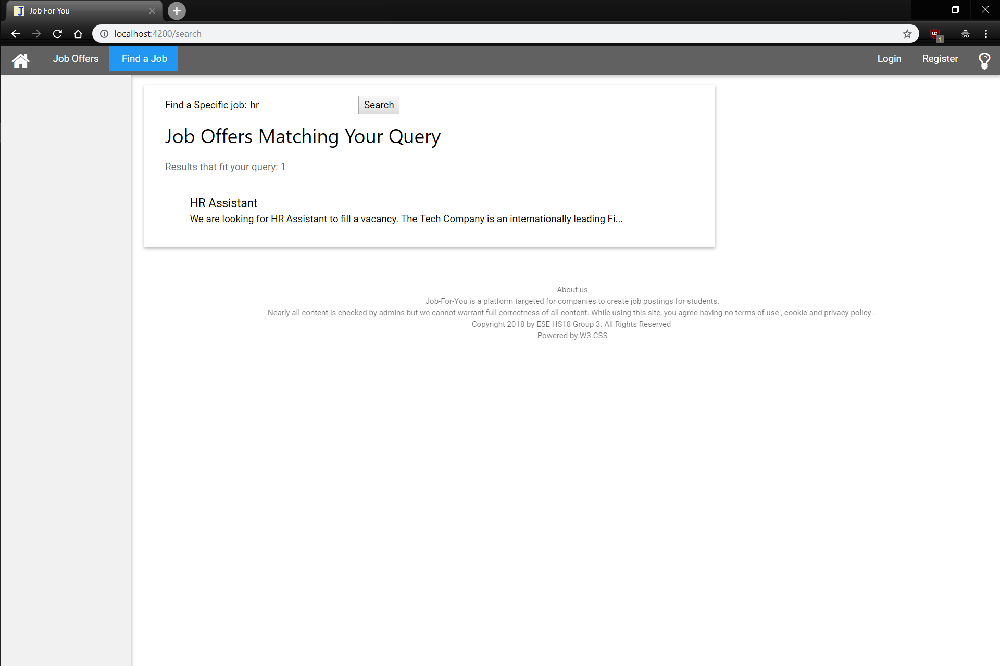 Job For You
localhost:4200/search
1
Job Offers Find a Job Login Register
Find a Specific job: hr Search
Job Offers Matching Your Query
Results that fit your query: 1
HR Assistant
We are looking for HR Assistant to fill a vacancy. The Tech Company is an internationally leading Fi...
About us
Job-For-You is a platform targeted for companies to create job postings for students.
Nearly all content is checked by admins but we cannot warrant full correctness of all content. While using this site, you agree having no terms of use , cookie and privacy policy .
Copyright 2018 by ESE HS18 Group 3. All Rights Reserved
Powered by W3.CSS